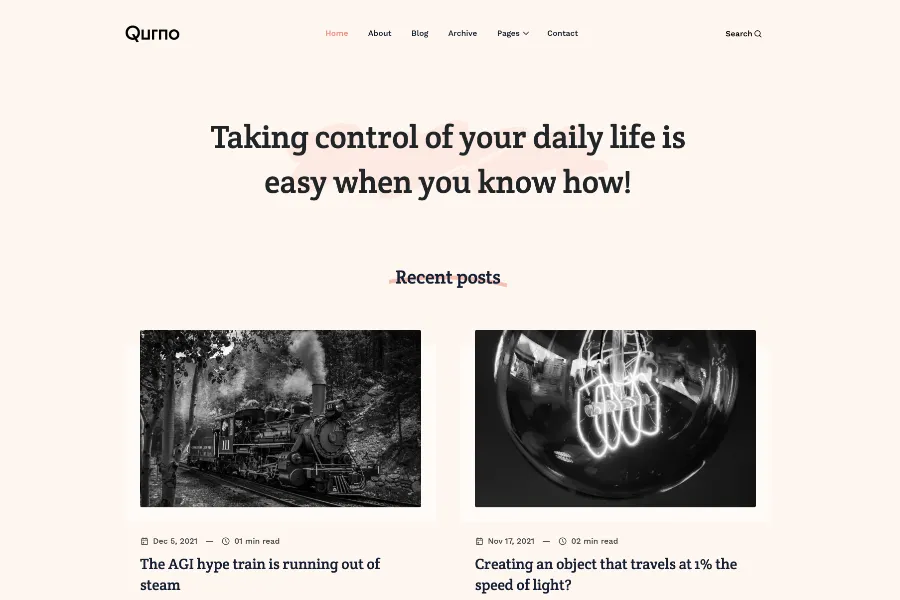 Qurno
Home About Blog Archive Pages Contact Search
Taking control of your daily life is
easy when you know how!
Recent posts
Dec 5, 2021 — 01 min read
The AGI hype train is running out of
steam
Nov 17, 2021 — 02 min read
Creating an object that travels at 1% the
speed of light?